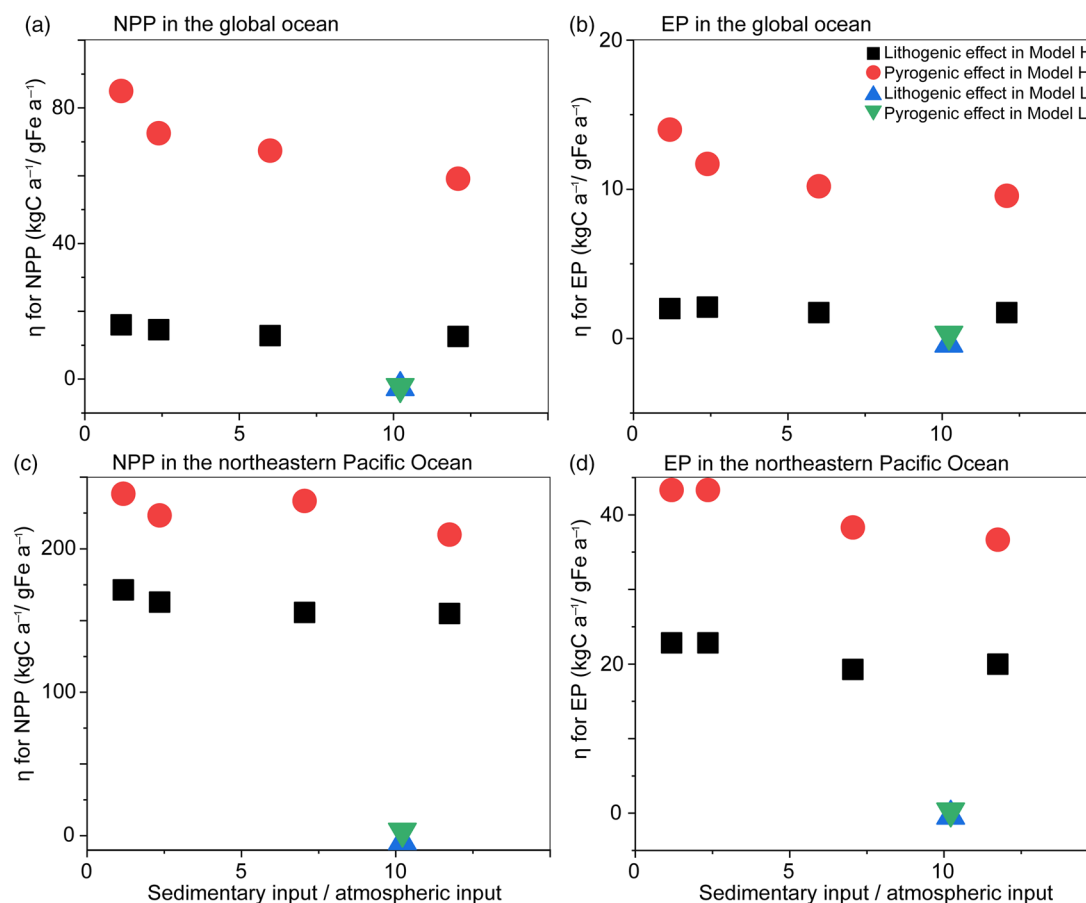 (a) NPP in the global ocean
η for NPP (kgC a⁻¹/ gFe a⁻¹)
80
40
0
0 5 10
(b) EP in the global ocean
Lithogenic effect in Model H
Pyrogenic effect in Model H
Lithogenic effect in Model L
Pyrogenic effect in Model L
η for EP (kgC a⁻¹/ gFe a⁻¹)
20
10
0
0 5 10
(c) NPP in the northeastern Pacific Ocean
η for NPP (kgC a⁻¹/ gFe a⁻¹)
200
100
0
0 5 10
Sedimentary input / atmospheric input
(d) EP in the northeastern Pacific Ocean
η for EP (kgC a⁻¹/ gFe a⁻¹)
40
20
0
0 5 10
Sedimentary input / atmospheric input